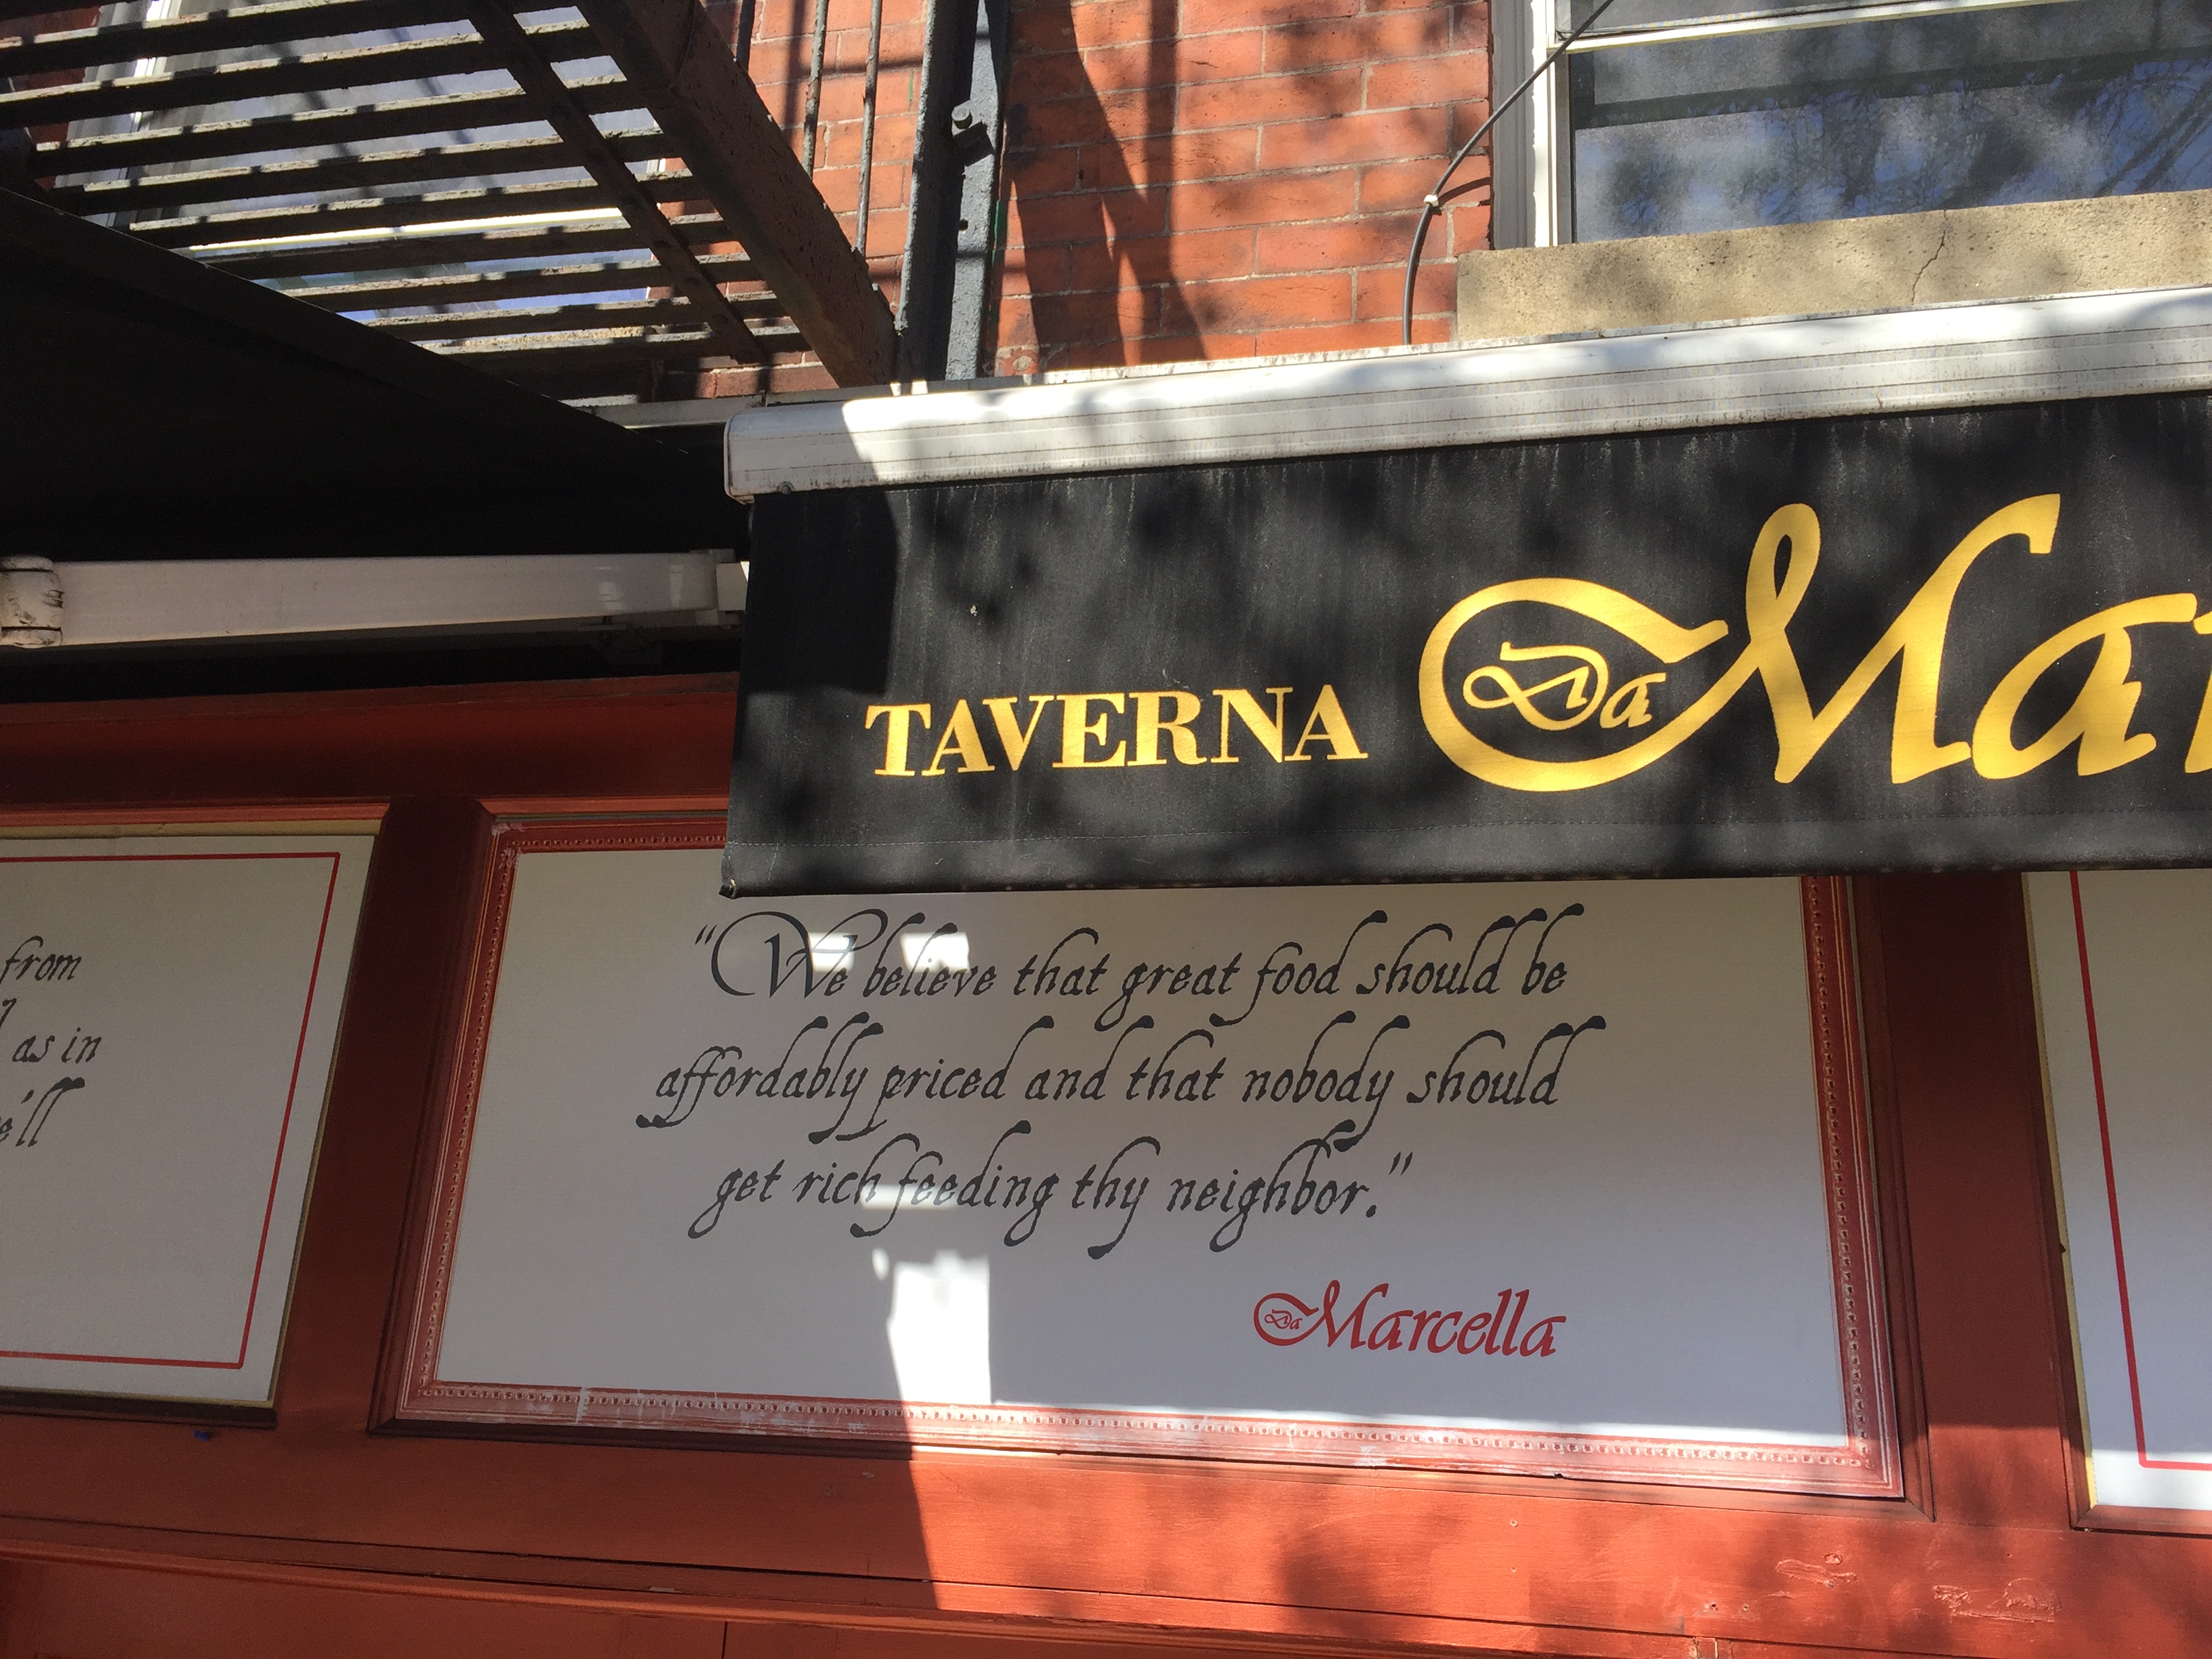 TAVERNA Da Mar
from
as in
"We believe that great food should be
affordably priced and that nobody should
get rich feeding thy neighbor."
Da Marcella